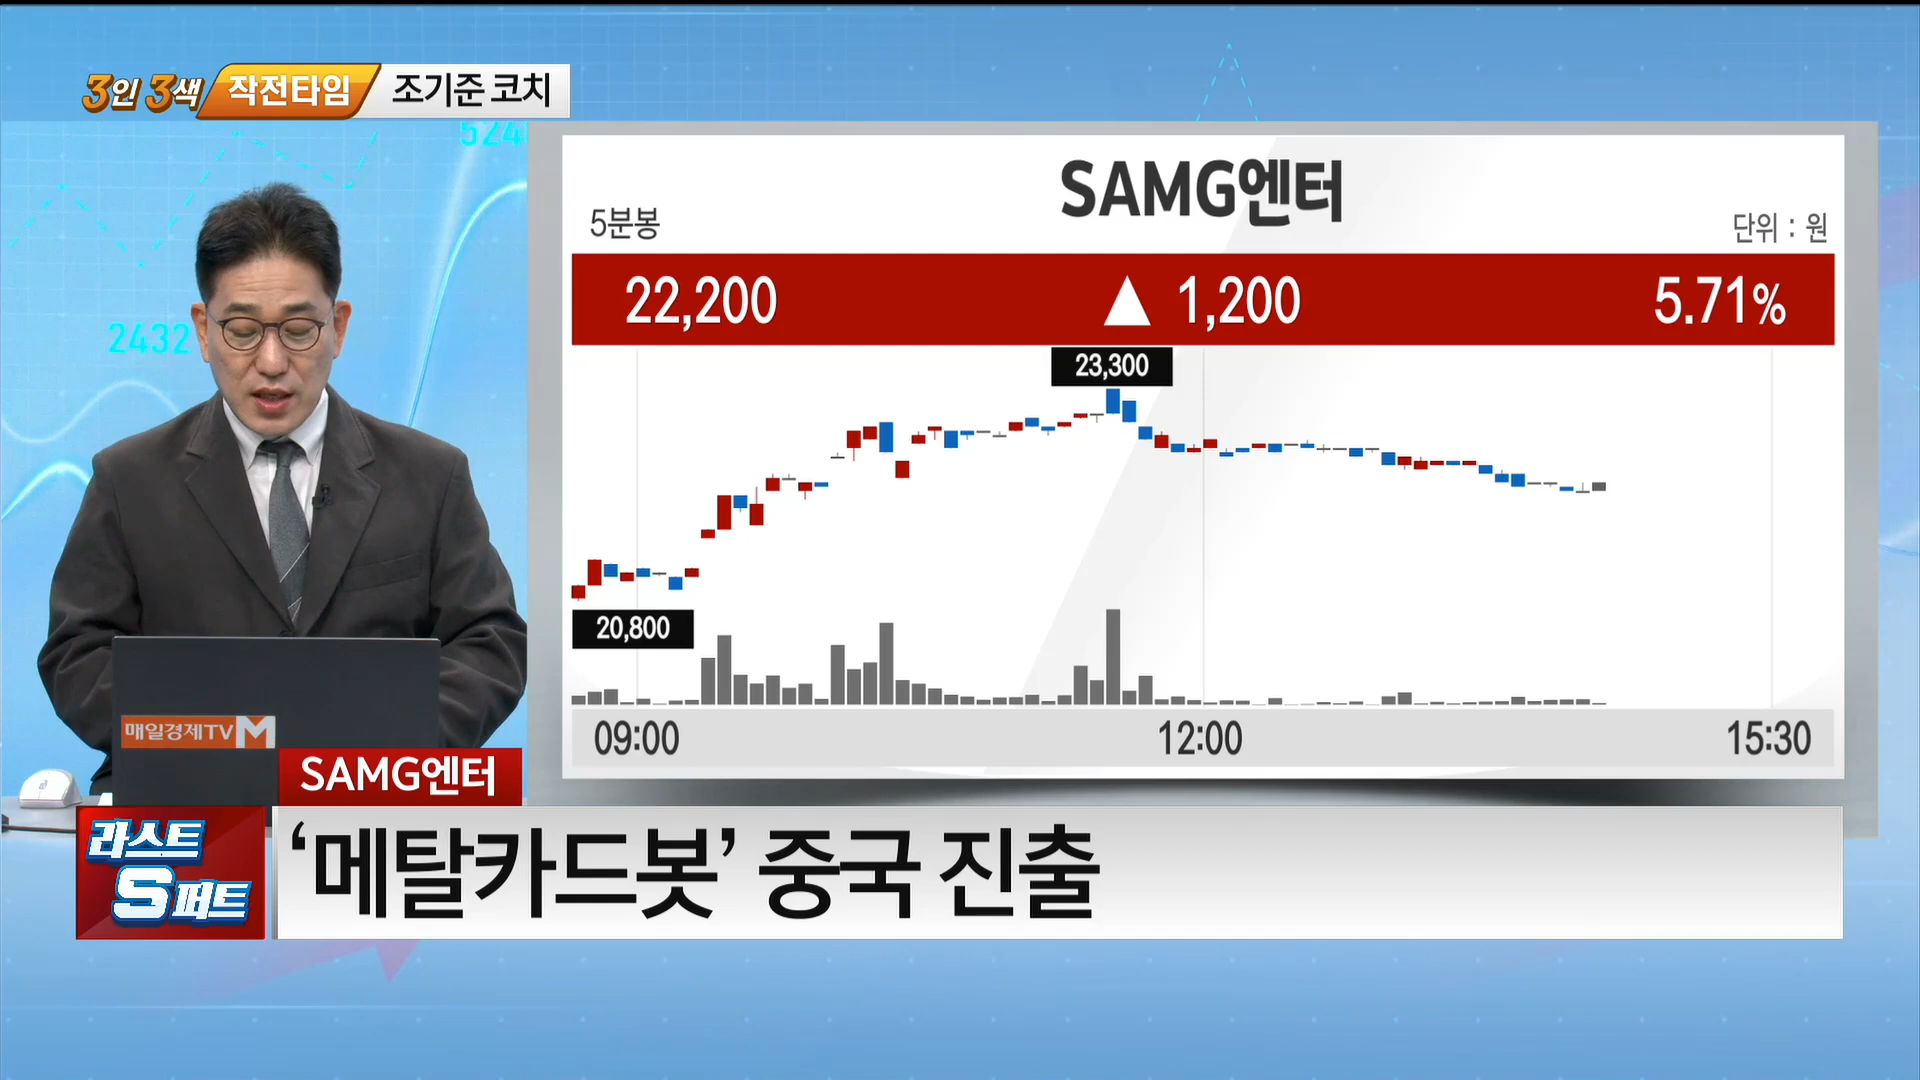 3인 3색 작전타임 조기준 코치
524
2432
SAMG엔터
5분봉
단위 : 원
22,200 ▲ 1,200 5.71%
23,300
20,800
09:00 12:00 15:30
매일경제TV M
SAMG엔터
라스트
S퍼트
‘메탈카드봇’ 중국 진출